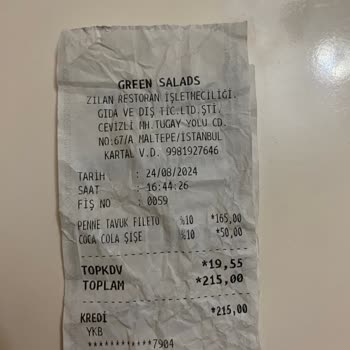 GREEN SALADS
ZİLAN RESTORAN İŞLETMECİLİĞİ.
GIDA VE DIŞ TİC.LTD.ŞTİ.
CEVİZLİ MH.TUGAY YOLU CD.
NO:67/A MALTEPE/İSTANBUL
KARTAL V.D. 9981927646
TARİH : 24/08/2024
SAAT : 16:44:26
FİŞ NO : 0059
PENNE TAVUK FİLETO %10 *165,00
COCA COLA ŞİŞE %10 *50,00
TOPKDV *19,55
TOPLAM *215,00
KREDİ *215,00
YKB
************7904